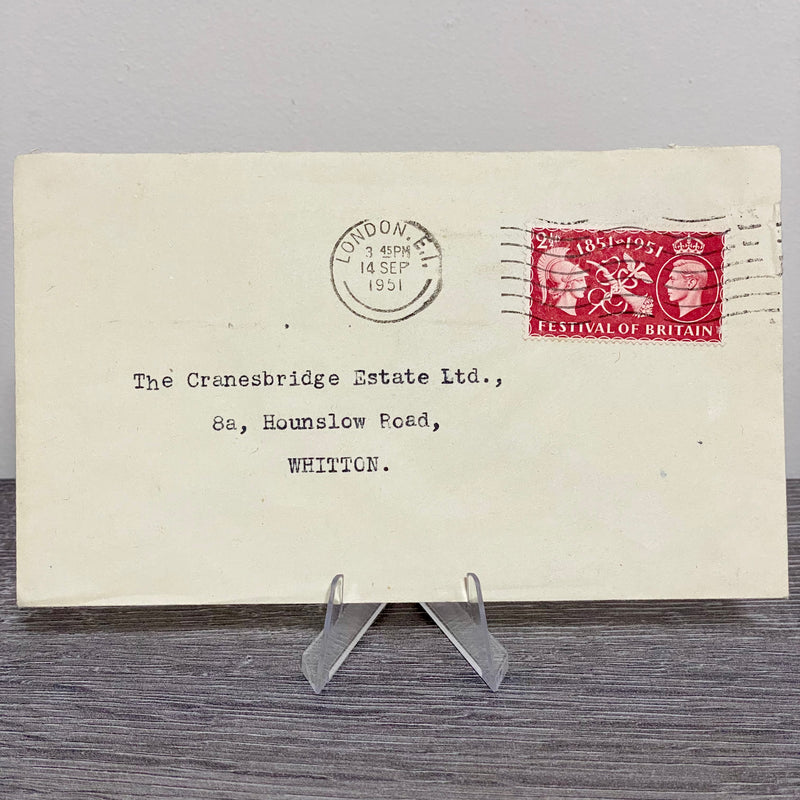 LONDON. E.1.
3 45PM
14 SEP
1951
2½D
1851-1951
FESTIVAL OF BRITAIN
The Cranesbridge Estate Ltd.,
8a, Hounslow Road,
WHITTON.